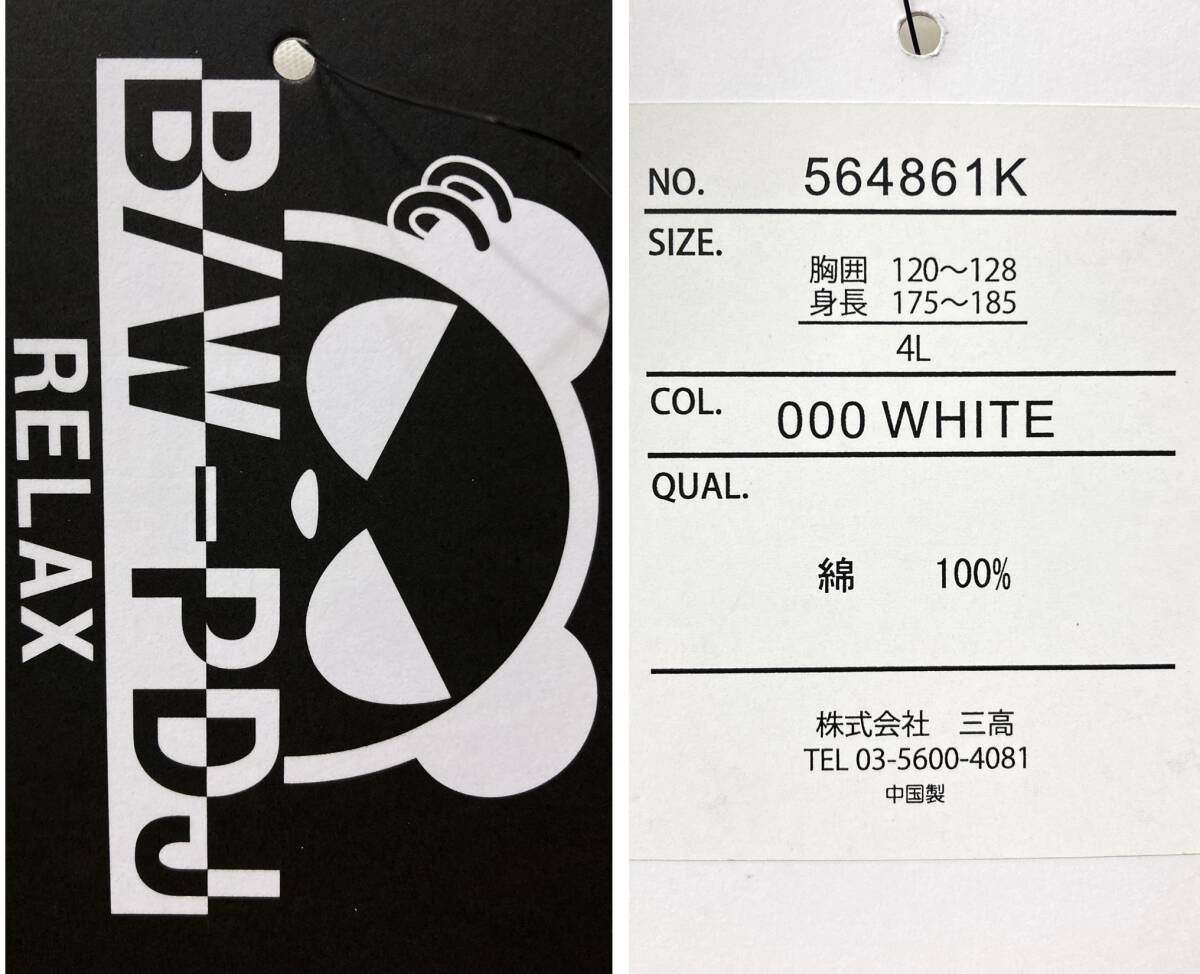 B/W_PDJ
RELAX
NO. 564861K
SIZE.
胸囲 120～128
身長 175～185
4L
COL. 000 WHITE
QUAL.
綿 100%
株式会社 三高
TEL 03-5600-4081
中国製